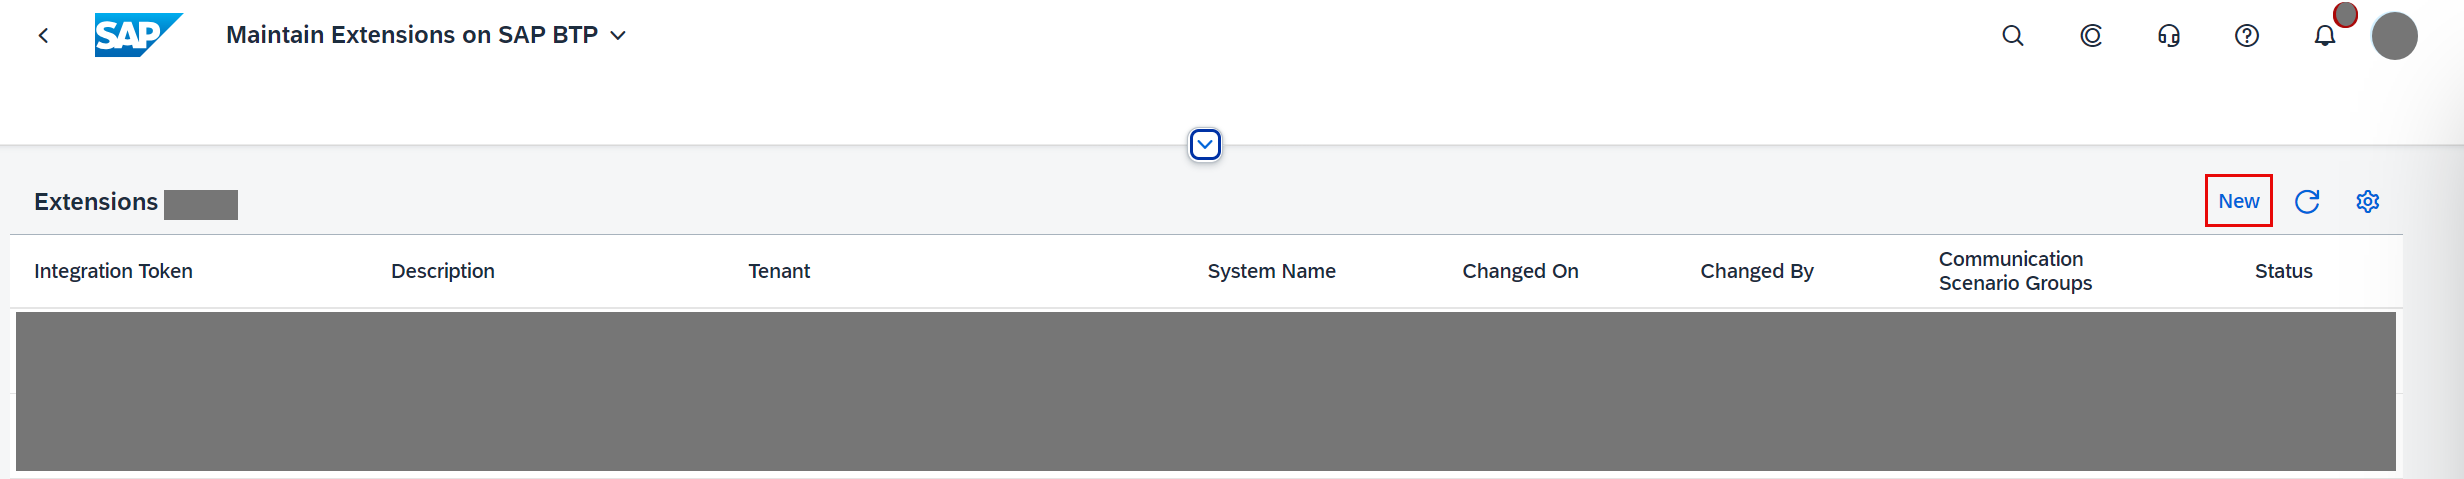 SAP Maintain Extensions on SAP BTP
Extensions
New
Integration Token Description Tenant System Name Changed On Changed By Communication Scenario Groups Status